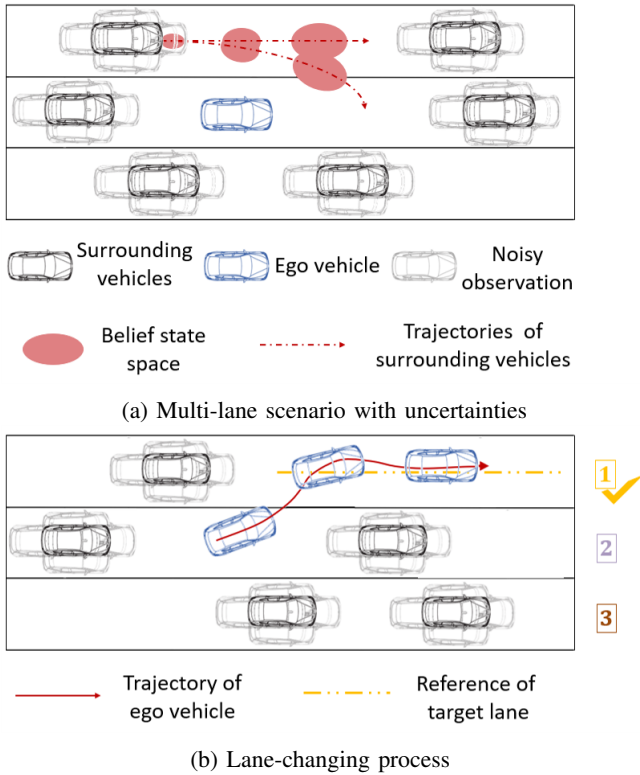 Surrounding
vehicles
Ego vehicle
Noisy
observation
Belief state
space
Trajectories of
surrounding vehicles
(a) Multi-lane scenario with uncertainties
1
2
3
Trajectory of
ego vehicle
Reference of
target lane
(b) Lane-changing process